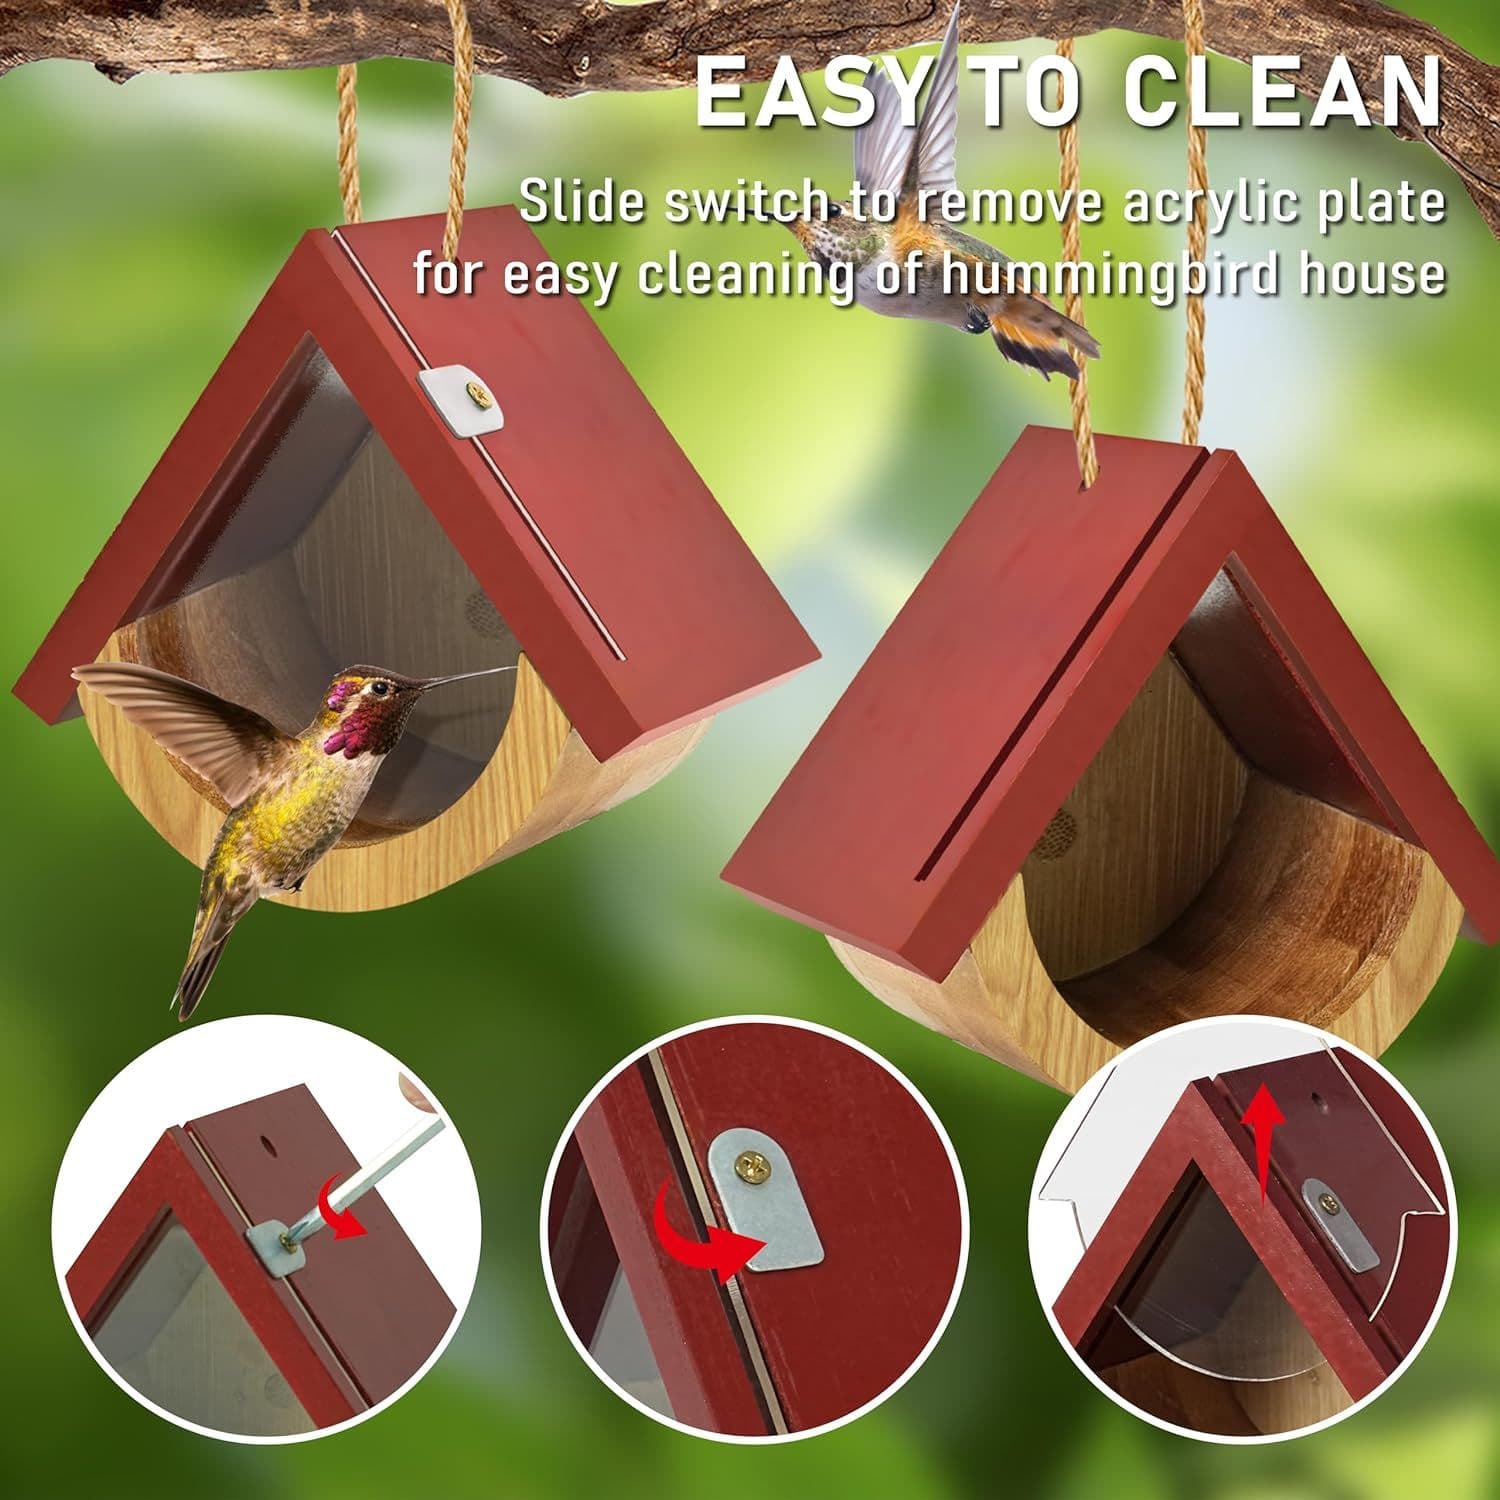 EASY TO CLEAN
Slide switch to remove acrylic plate
for easy cleaning of hummingbird house